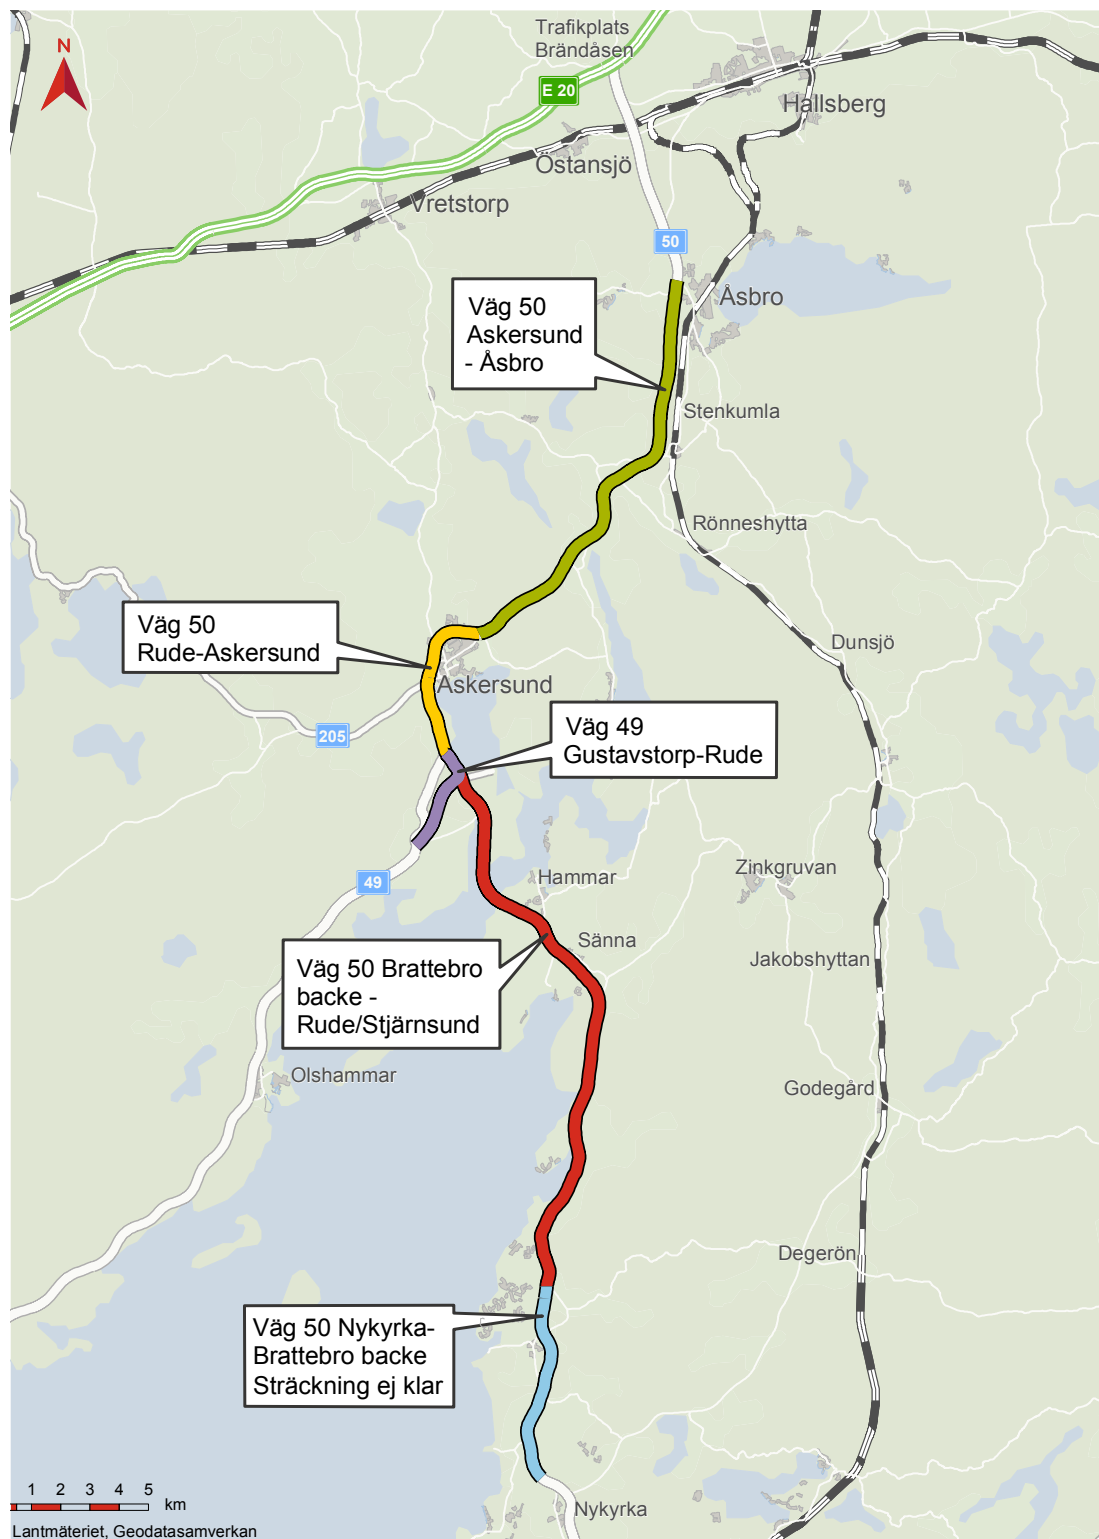 Trafikplats
Brändåsen
N
E 20
Hallsberg
Östansjö
Vretstorp
50
Väg 50
Askersund
- Åsbro
Åsbro
Stenkumla
Rönneshytta
Väg 50
Rude-Askersund
Dunsjö
Askersund
Väg 49
Gustavstorp-Rude
205
49
Hammar
Zinkgruvan
Sänna
Väg 50 Brattebro
backe -
Rude/Stjärnsund
Jakobshyttan
Olshammar
Godegård
Degerön
Väg 50 Nykyrka-
Brattebro backe
Sträckning ej klar
1 2 3 4 5
km
Nykyrka
Lantmäteriet, Geodatasamverkan